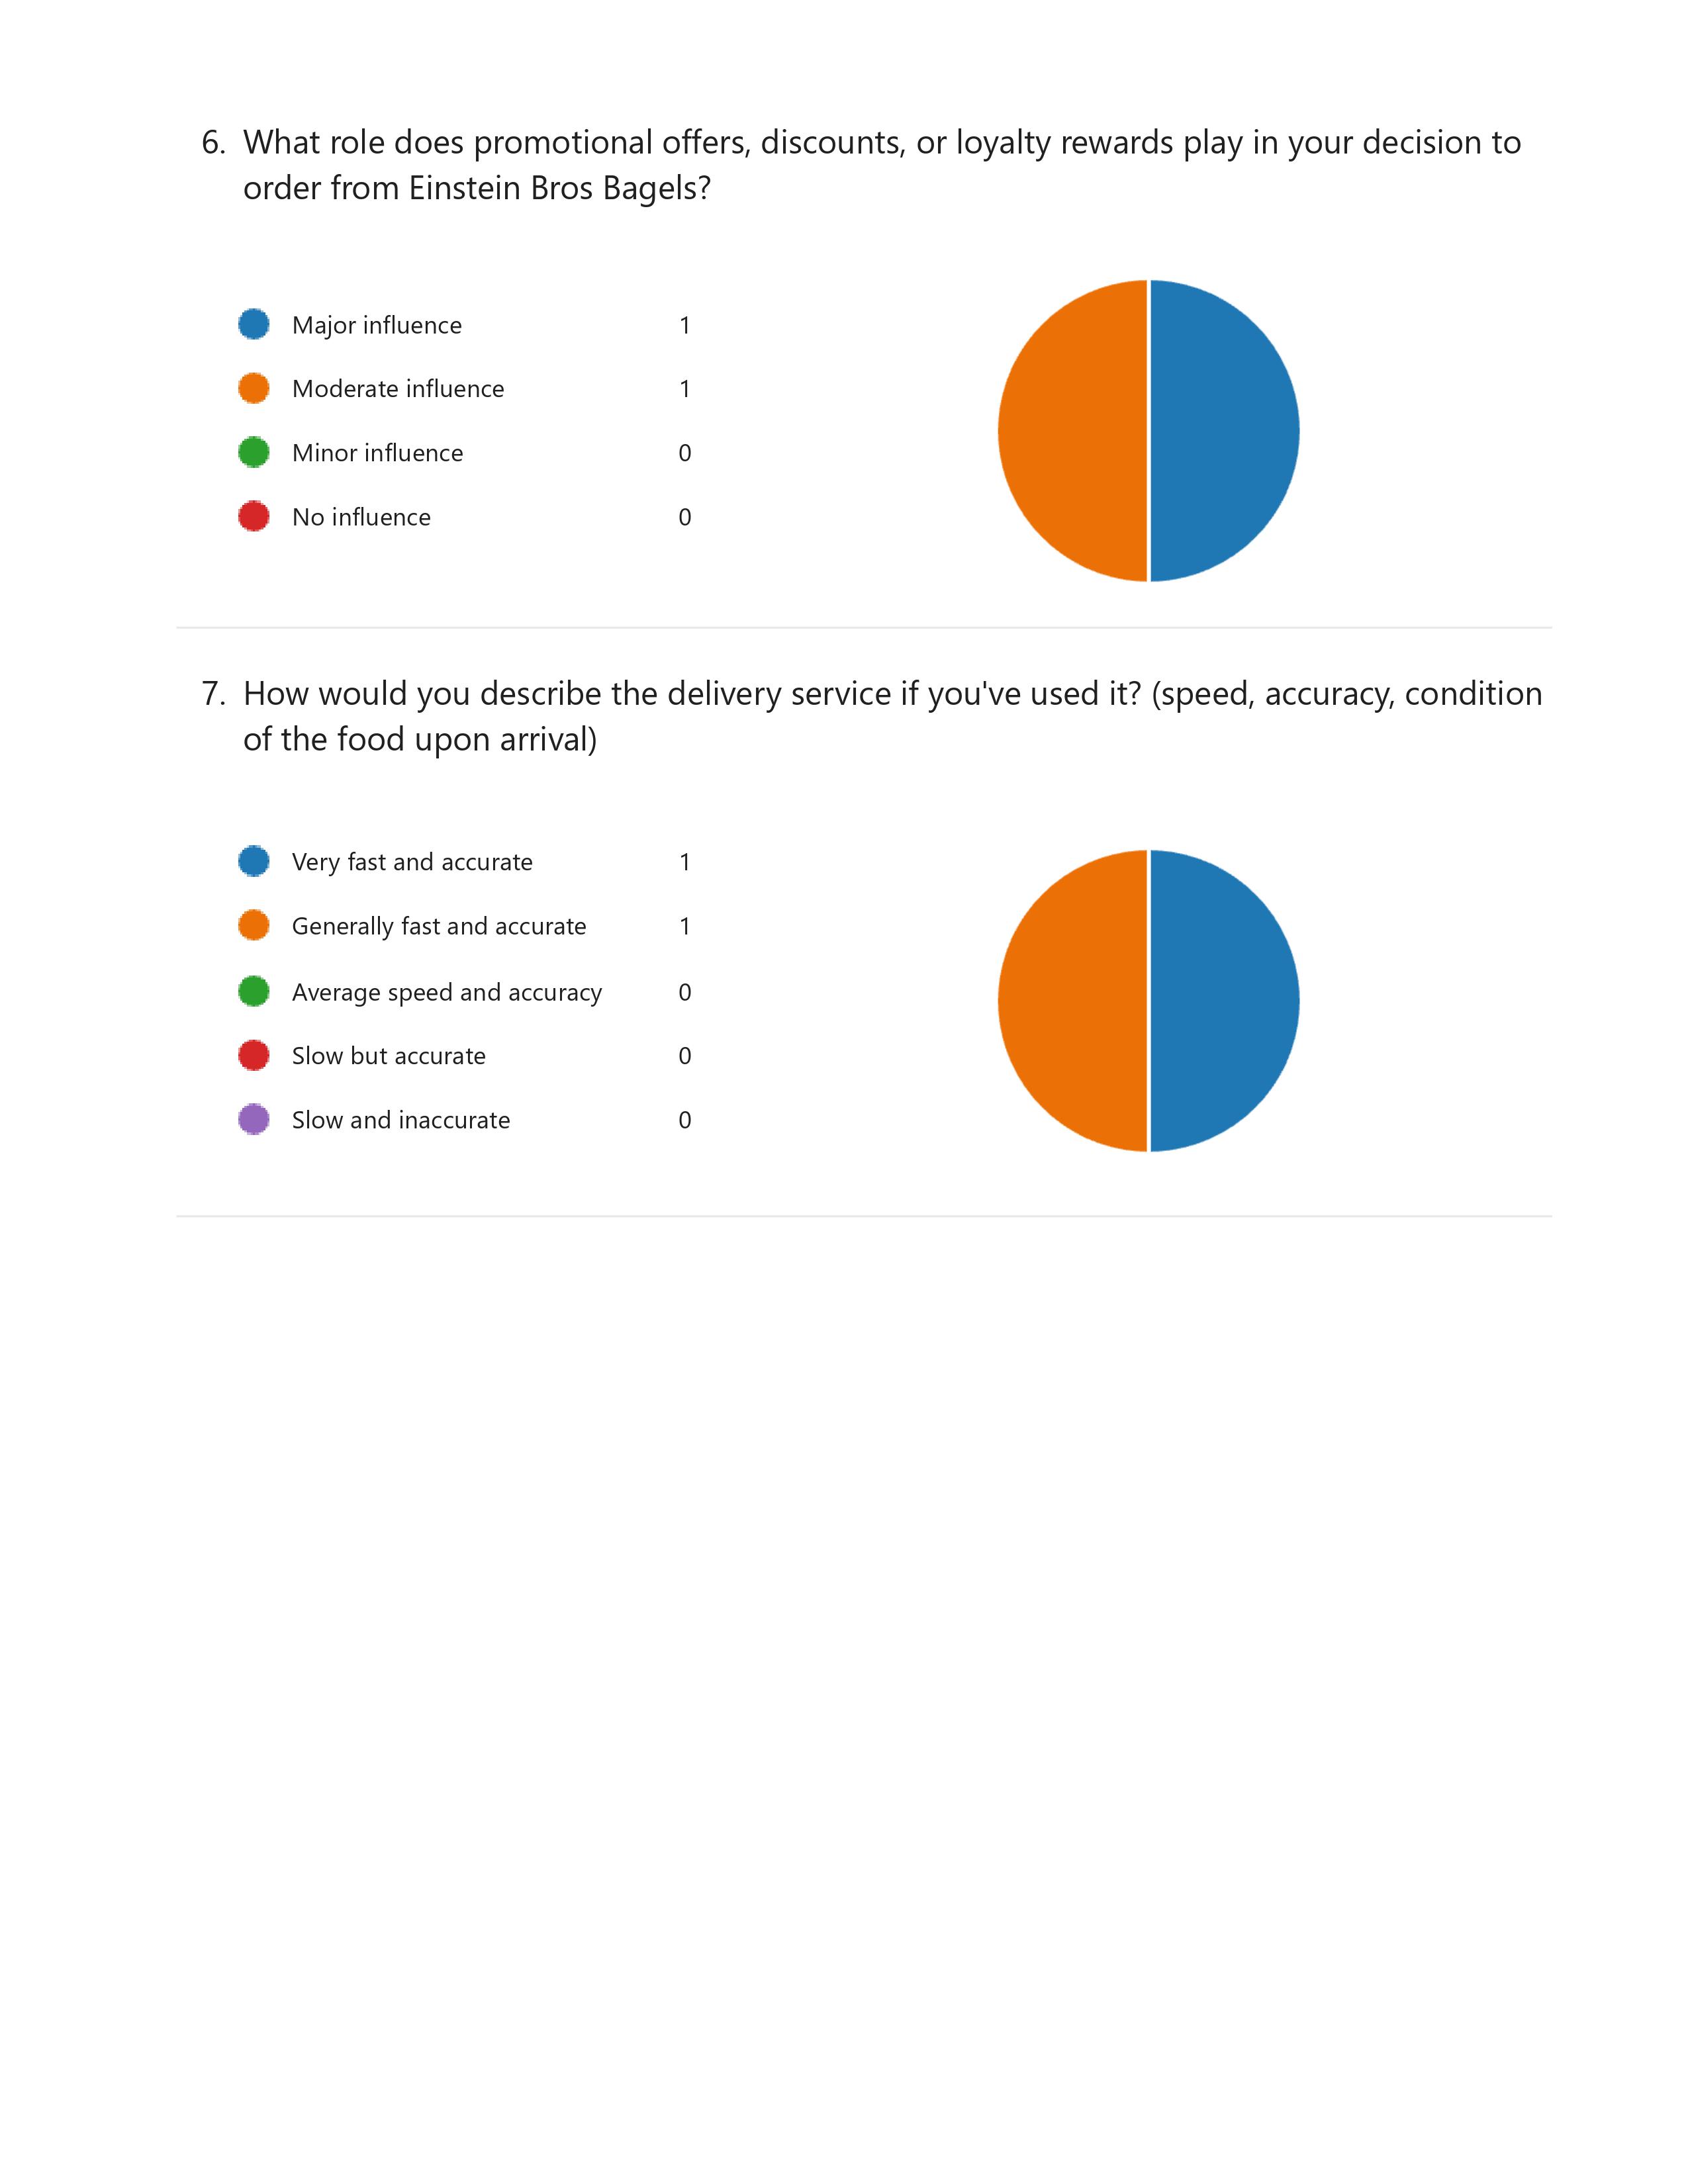 6. What role does promotional offers, discounts, or loyalty rewards play in your decision to
order from Einstein Bros Bagels?
Major influence 1
Moderate influence 1
Minor influence 0
No influence 0
7. How would you describe the delivery service if you've used it? (speed, accuracy, condition
of the food upon arrival)
Very fast and accurate 1
Generally fast and accurate 1
Average speed and accuracy 0
Slow but accurate 0
Slow and inaccurate 0